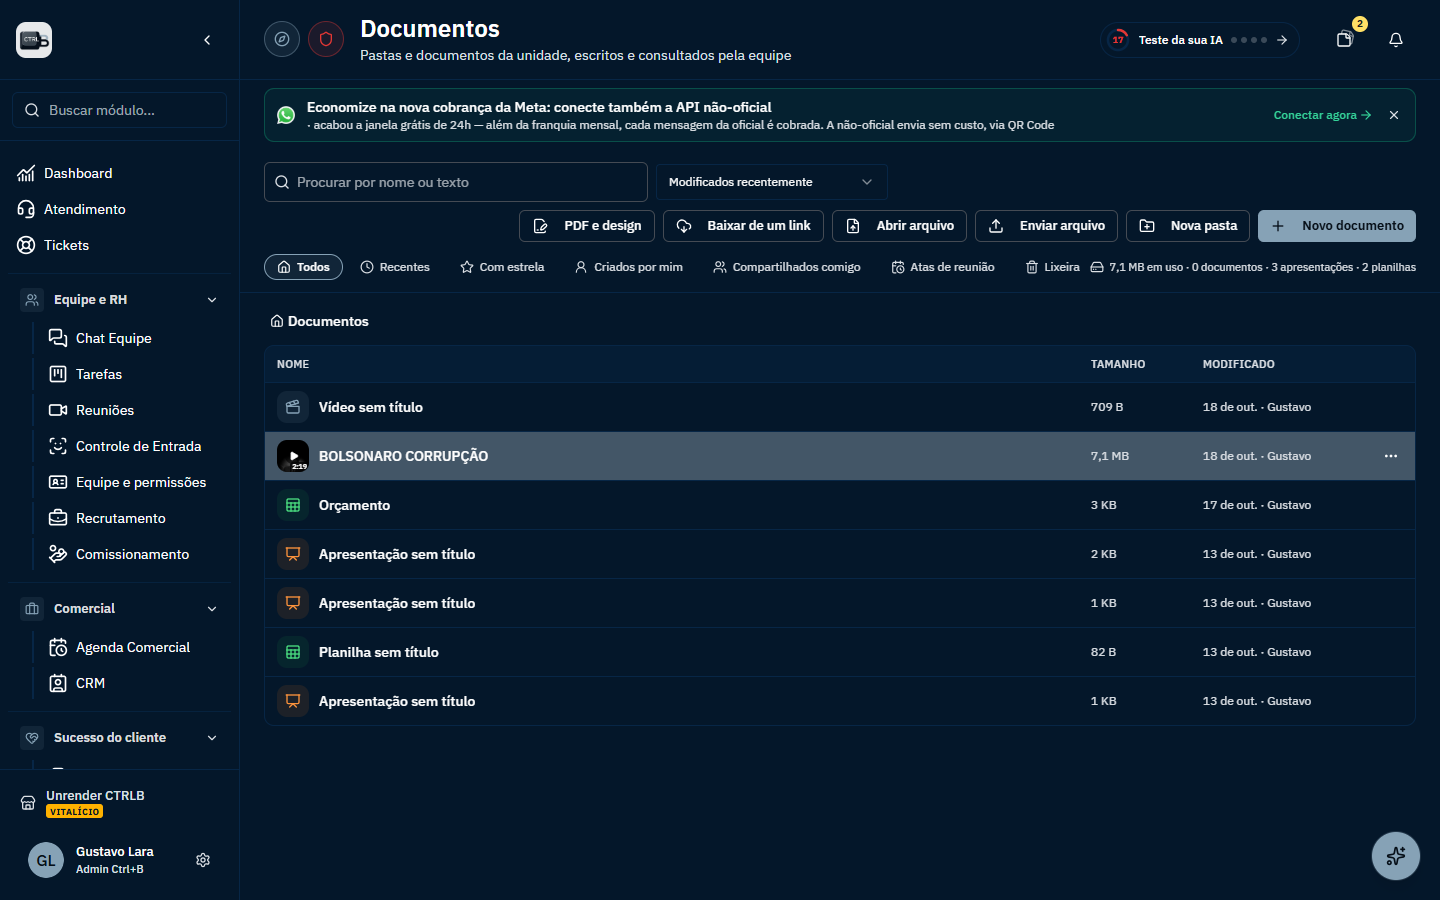 CTRLB
Documentos
Pastas e documentos da unidade, escritos e consultados pela equipe
17
Teste da sua IA
2
Buscar módulo...
Economize na nova cobrança da Meta: conecte também a API não-oficial
· acabou a janela grátis de 24h — além da franquia mensal, cada mensagem da oficial é cobrada. A não-oficial envia sem custo, via QR Code
Conectar agora
Procurar por nome ou texto
Modificados recentemente
PDF e design
Baixar de um link
Abrir arquivo
Enviar arquivo
Nova pasta
Novo documento
Todos
Recentes
Com estrela
Criados por mim
Compartilhados comigo
Atas de reunião
Lixeira
7,1 MB em uso · 0 documentos · 3 apresentações · 2 planilhas
Dashboard
Atendimento
Tickets
Equipe e RH
Chat Equipe
Tarefas
Reuniões
Controle de Entrada
Equipe e permissões
Recrutamento
Comissionamento
Comercial
Agenda Comercial
CRM
Sucesso do cliente
Unrender CTRLB
VITALÍCIO
GL
Gustavo Lara
Admin Ctrl+B
Documentos
NOME TAMANHO MODIFICADO
Vídeo sem título 709 B 18 de out. · Gustavo
2:19 BOLSONARO CORRUPÇÃO 7,1 MB 18 de out. · Gustavo
Orçamento 3 KB 17 de out. · Gustavo
Apresentação sem título 2 KB 13 de out. · Gustavo
Apresentação sem título 1 KB 13 de out. · Gustavo
Planilha sem título 82 B 13 de out. · Gustavo
Apresentação sem título 1 KB 13 de out. · Gustavo